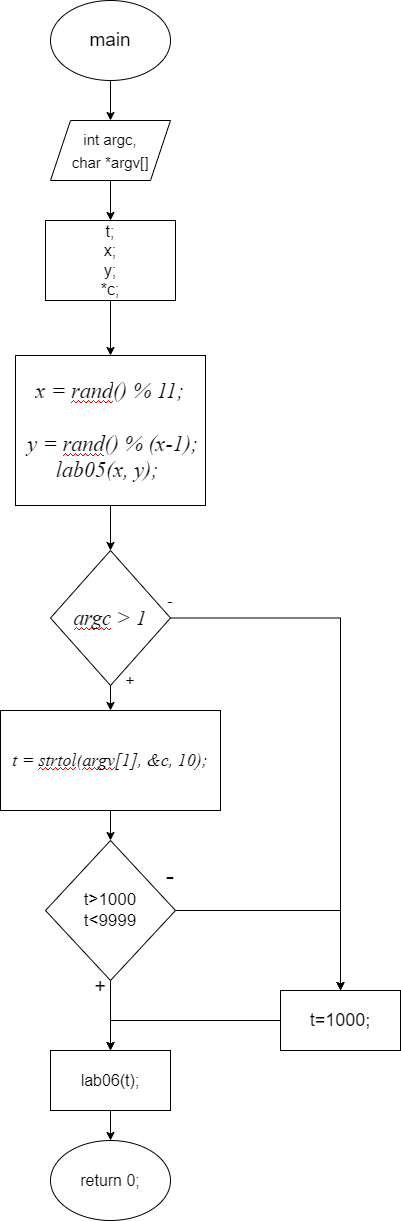 main
int argc,
char *argv[]
t;
x;
y;
*c;
x = rand() % 11;
y = rand() % (x-1);
lab05(x, y);
argc > 1
-
+
t = strtol(argv[1], &c, 10);
t>1000
t<9999
-
+
t=1000;
lab06(t);
return 0;